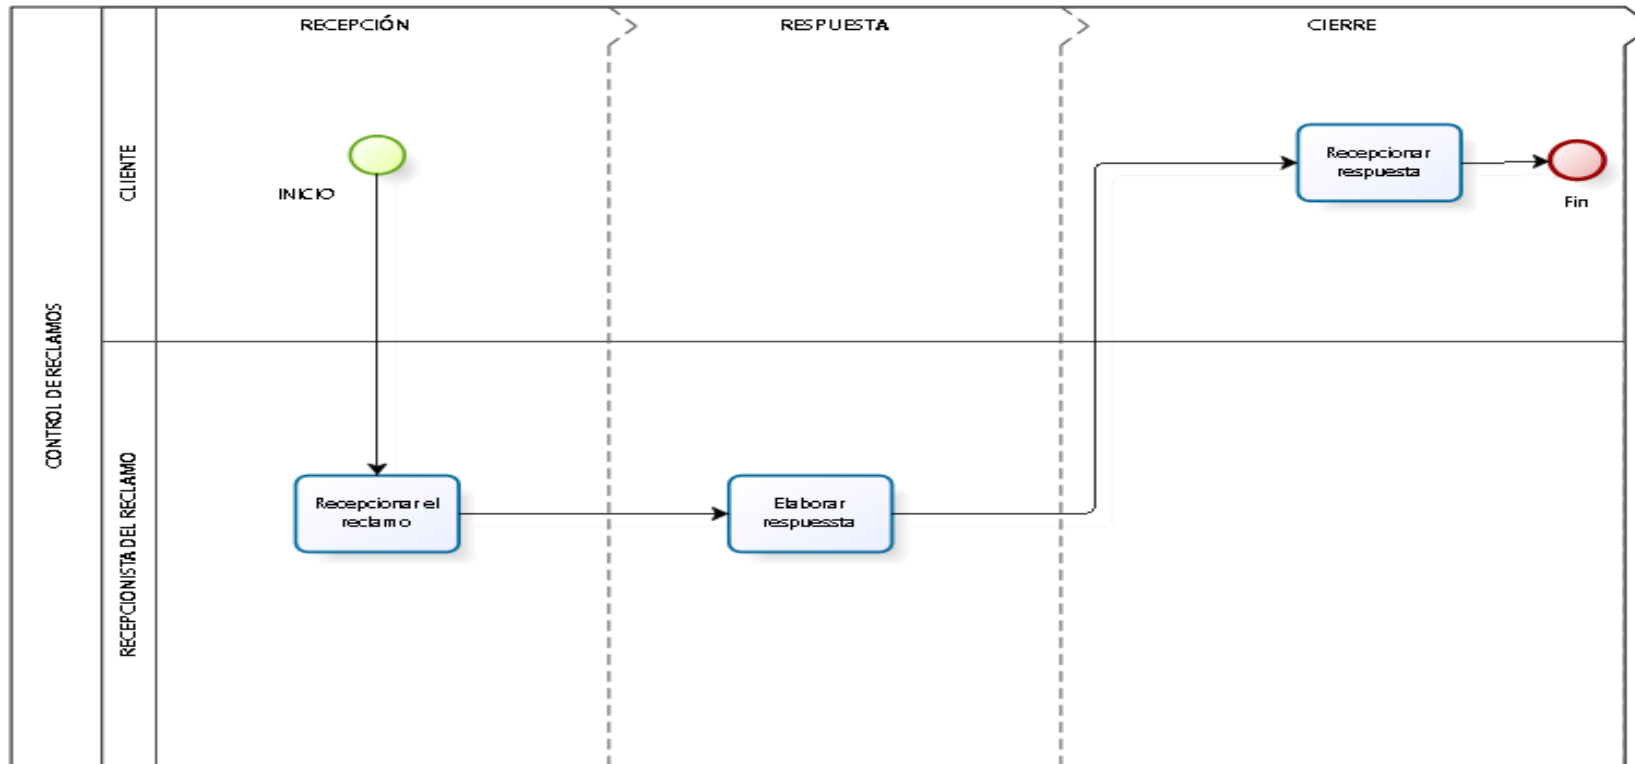 RECEPCIÓN
RESPUESTA
CIERRE
CONTROL DE RECLAMOS
CLIENTE
INICIO
Recepcionar
respuesta
Fin
RECEPCIONISTA DEL RECLAMO
Recepcionar el
reclamo
Elaborar
respuessta